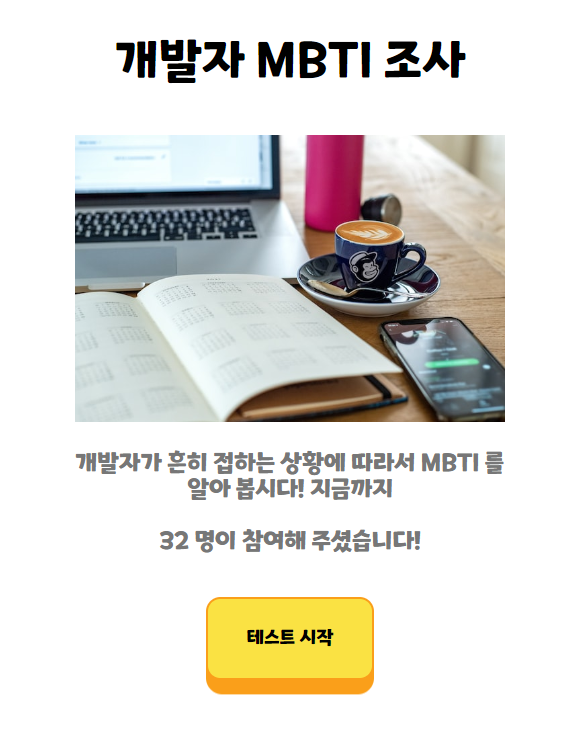 개발자 MBTI 조사
개발자가 흔히 접하는 상황에 따라서 MBTI 를
알아 봅시다! 지금까지
32 명이 참여해 주셨습니다!
테스트 시작